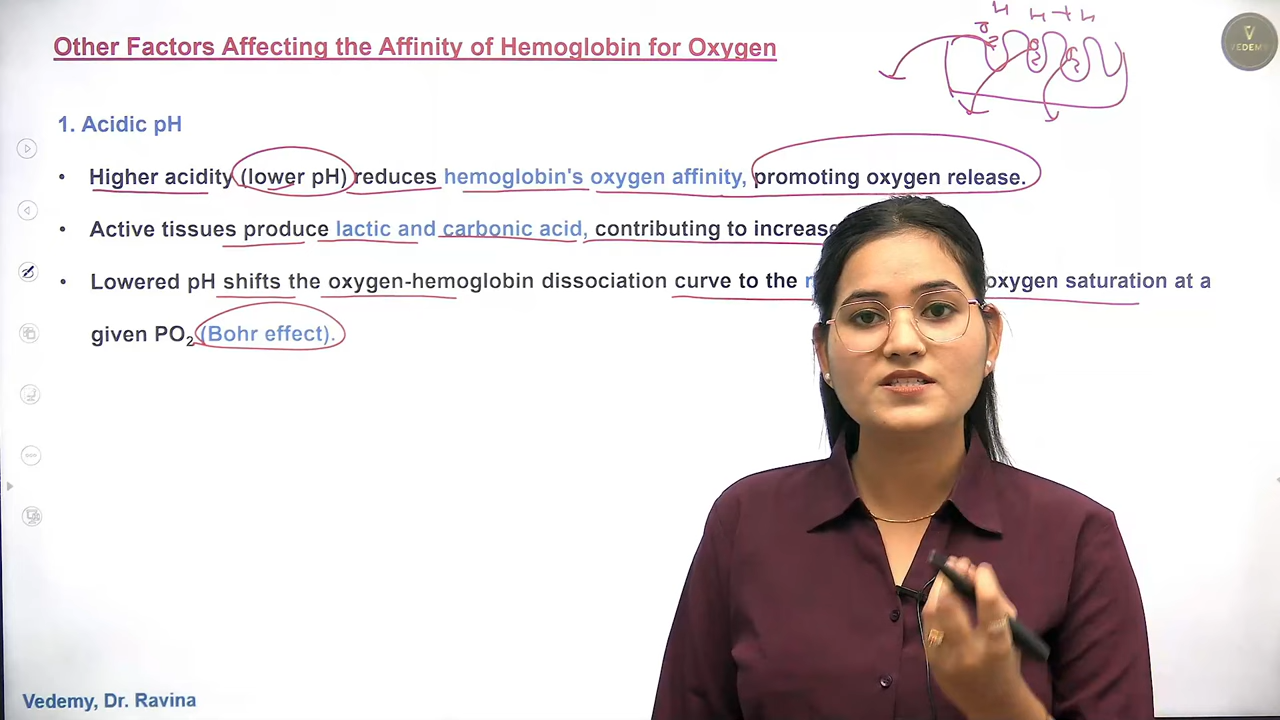 Other Factors Affecting the Affinity of Hemoglobin for Oxygen
VEDEMY
1. Acidic pH
• Higher acidity (lower pH) reduces hemoglobin's oxygen affinity, promoting oxygen release.
• Active tissues produce lactic and carbonic acid, contributing to increase
• Lowered pH shifts the oxygen-hemoglobin dissociation curve to the oxygen saturation at a
given PO₂ (Bohr effect).
Vedemy, Dr. Ravina